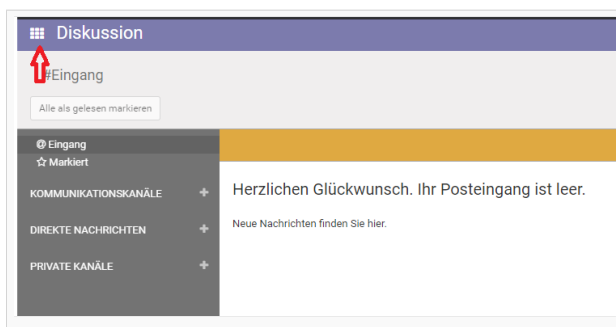 Diskussion
#Eingang
Alle als gelesen markieren
@ Eingang
Markiert
KOMMUNIKATIONSKANÄLE +
DIREKTE NACHRICHTEN +
PRIVATE KANÄLE +
Herzlichen Glückwunsch. Ihr Posteingang ist leer.
Neue Nachrichten finden Sie hier.